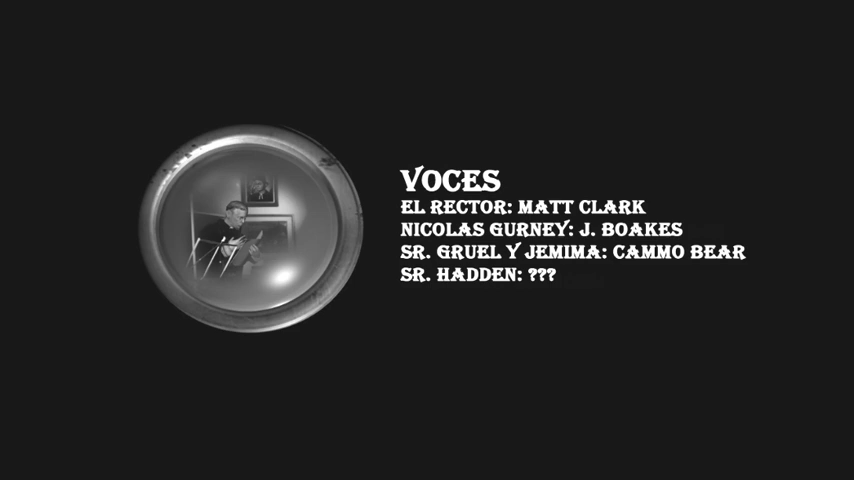 VOCES
EL RECTOR: MATT CLARK
NICOLAS GURNEY: J. BOAKES
SR. GRUEL Y JEMIMA: CAMMO BEAR
SR. HADDEN: ???